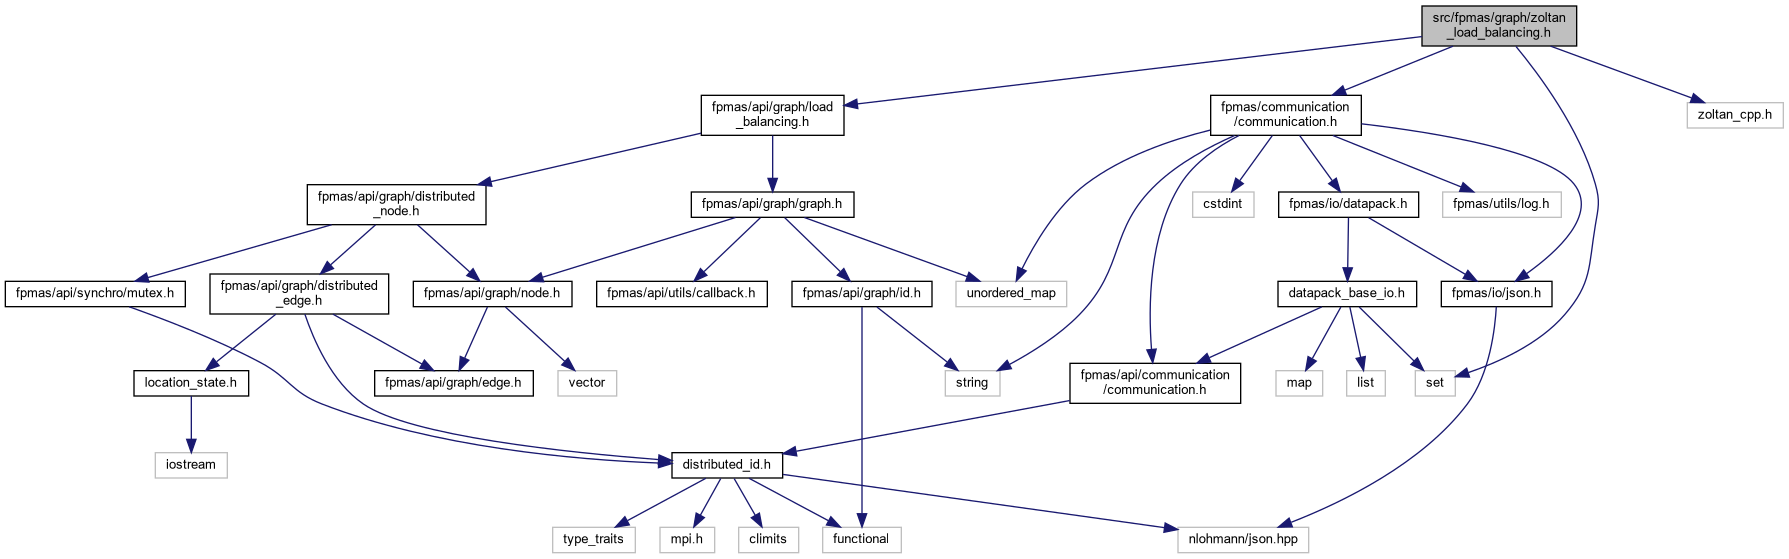 src/fpmas/graph/zoltan
_load_balancing.h
fpmas/api/graph/load
_balancing.h
fpmas/communication
/communication.h
zoltan_cpp.h
fpmas/api/graph/distributed
_node.h
fpmas/api/graph/graph.h
cstdint
fpmas/io/datapack.h
fpmas/utils/log.h
fpmas/api/synchro/mutex.h
fpmas/api/graph/distributed
_edge.h
fpmas/api/graph/node.h
fpmas/api/utils/callback.h
fpmas/api/graph/id.h
unordered_map
datapack_base_io.h
fpmas/io/json.h
location_state.h
fpmas/api/graph/edge.h
vector
string
fpmas/api/communication
/communication.h
map
list
set
iostream
distributed_id.h
type_traits
mpi.h
climits
functional
nlohmann/json.hpp